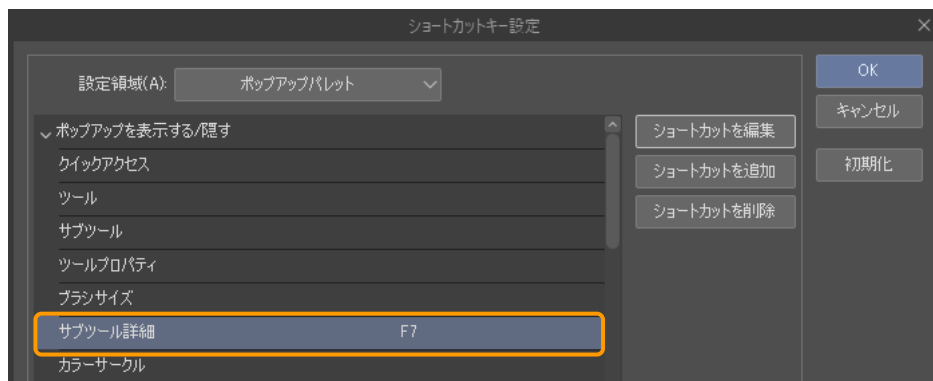 ショートカットキー設定
設定領域(A): ポップアップパレット
OK
キャンセル
初期化
ポップアップを表示する/隠す
クイックアクセス
ツール
サブツール
ツールプロパティ
ブラシサイズ
サブツール詳細 F7
カラーサークル
ショートカットを編集
ショートカットを追加
ショートカットを削除